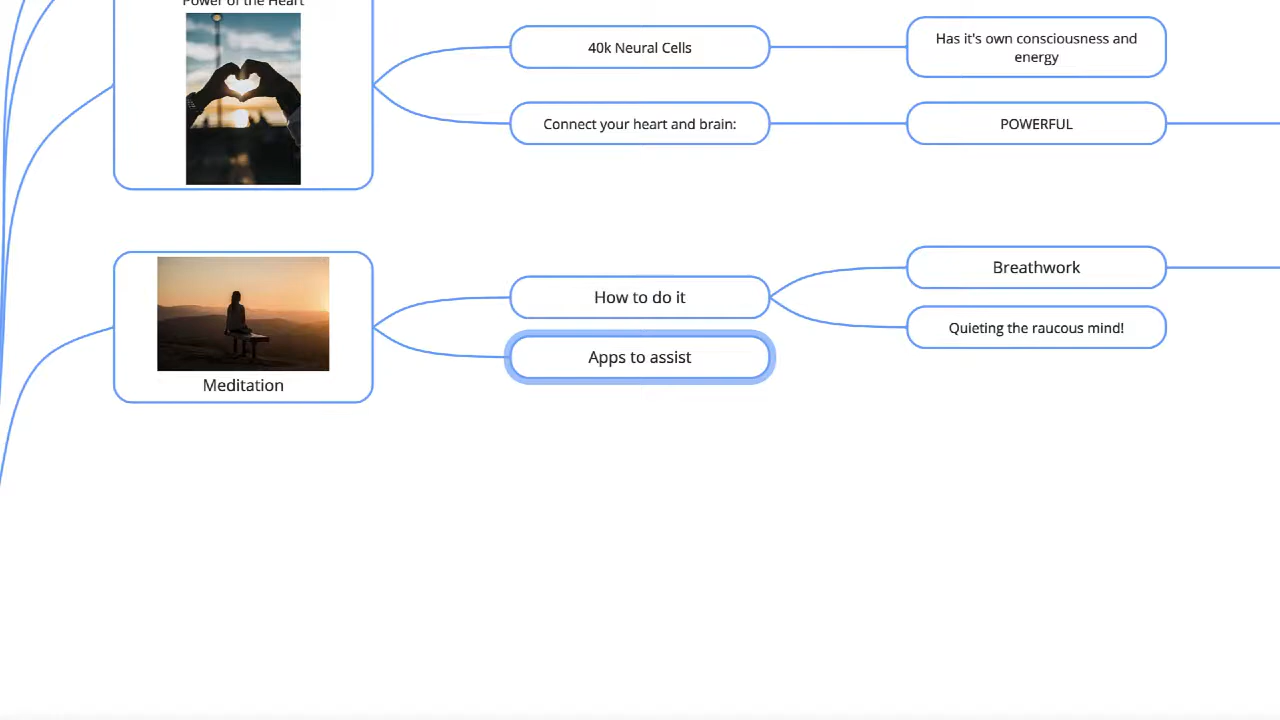 Power of the Heart
40k Neural Cells
Has it's own consciousness and
energy
Connect your heart and brain:
POWERFUL
Meditation
How to do it
Breathwork
Quieting the raucous mind!
Apps to assist